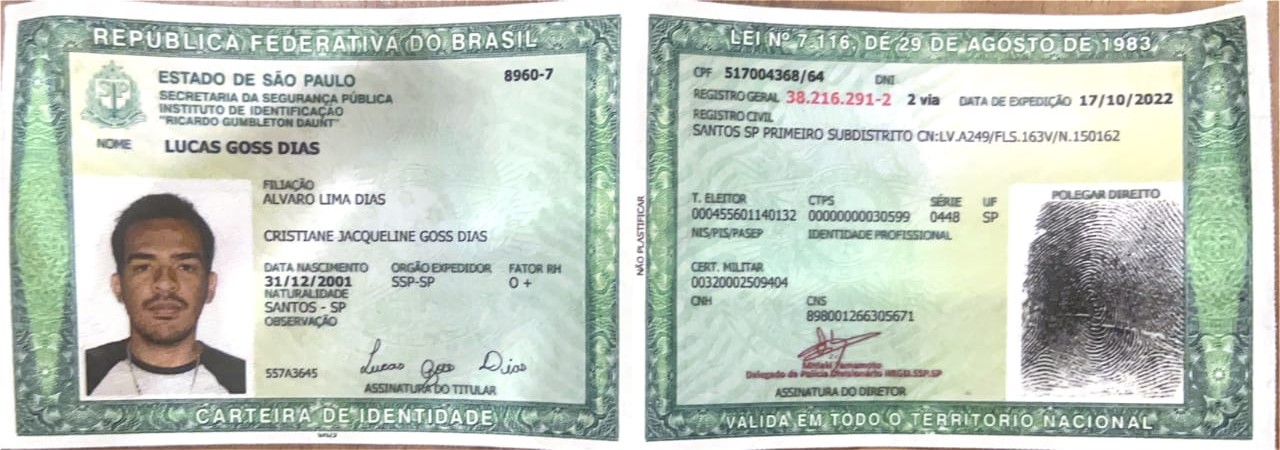 REPÚBLICA FEDERATIVA DO BRASIL
ESTADO DE SÃO PAULO
8960-7
SECRETARIA DA SEGURANÇA PÚBLICA
INSTITUTO DE IDENTIFICAÇÃO
"RICARDO GUMBLETON DAUNT"
NOME LUCAS GOSS DIAS
FILIAÇÃO
ALVARO LIMA DIAS
CRISTIANE JACQUELINE GOSS DIAS
DATA NASCIMENTO ORGÃO EXPEDIDOR FATOR RH
31/12/2001 SSP-SP O +
NATURALIDADE
SANTOS - SP
OBSERVAÇÃO
557A3645
Lucas Goss Dias
ASSINATURA DO TITULAR
CARTEIRA DE IDENTIDADE
NÃO PLASTIFICAR
LEI Nº 7.116, DE 29 DE AGOSTO DE 1983
CPF 517004368/64 DNI
REGISTRO GERAL 38.216.291-2 2 via DATA DE EXPEDIÇÃO 17/10/2022
REGISTRO CIVIL
SANTOS SP PRIMEIRO SUBDISTRITO CN:LV.A249/FLS.163V/N.150162
T. ELEITOR CTPS SÉRIE UF
000455601140132 00000000030599 0448 SP
NIS/PIS/PASEP IDENTIDADE PROFISSIONAL
CERT. MILITAR
00320002509404
CNH CNS
898001266305671
POLEGAR DIREITO
Delegado de Polícia Divisionário IIRGD.SSP.SP
ASSINATURA DO DIRETOR
VÁLIDA EM TODO O TERRITÓRIO NACIONAL